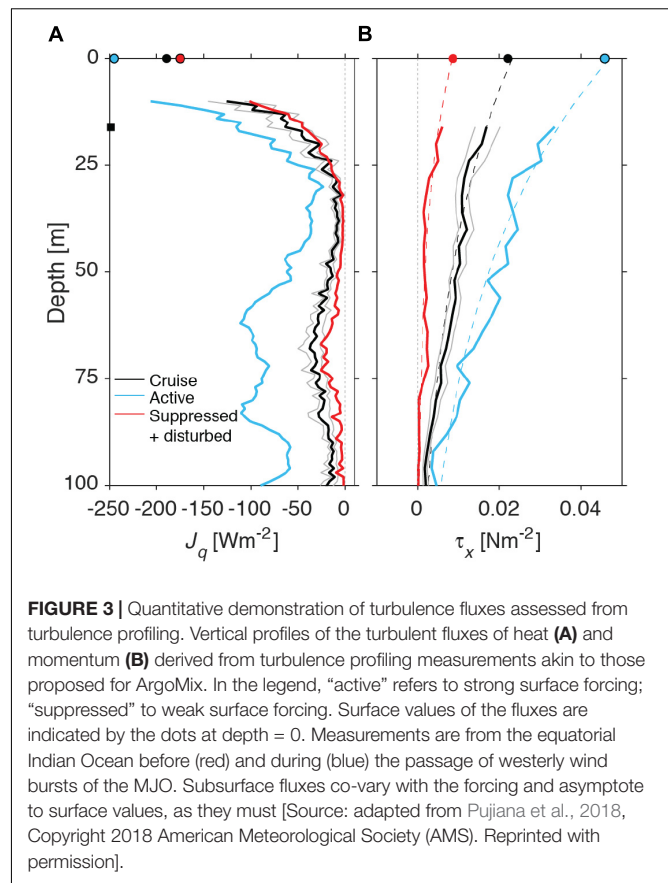 A
B
0
25
50
75
100
Depth [m]
Cruise
Active
Suppressed
+ disturbed
-250 -200 -150 -100 -50 0
0 0.02 0.04
J_q [Wm⁻²]
τ_x [Nm⁻²]
FIGURE 3 | Quantitative demonstration of turbulence fluxes assessed from
turbulence profiling. Vertical profiles of the turbulent fluxes of heat (A) and
momentum (B) derived from turbulence profiling measurements akin to those
proposed for ArgoMix. In the legend, “active” refers to strong surface forcing;
“suppressed” to weak surface forcing. Surface values of the fluxes are
indicated by the dots at depth = 0. Measurements are from the equatorial
Indian Ocean before (red) and during (blue) the passage of westerly wind
bursts of the MJO. Subsurface fluxes co-vary with the forcing and asymptote
to surface values, as they must [Source: adapted from Pujiana et al., 2018,
Copyright 2018 American Meteorological Society (AMS). Reprinted with
permission].